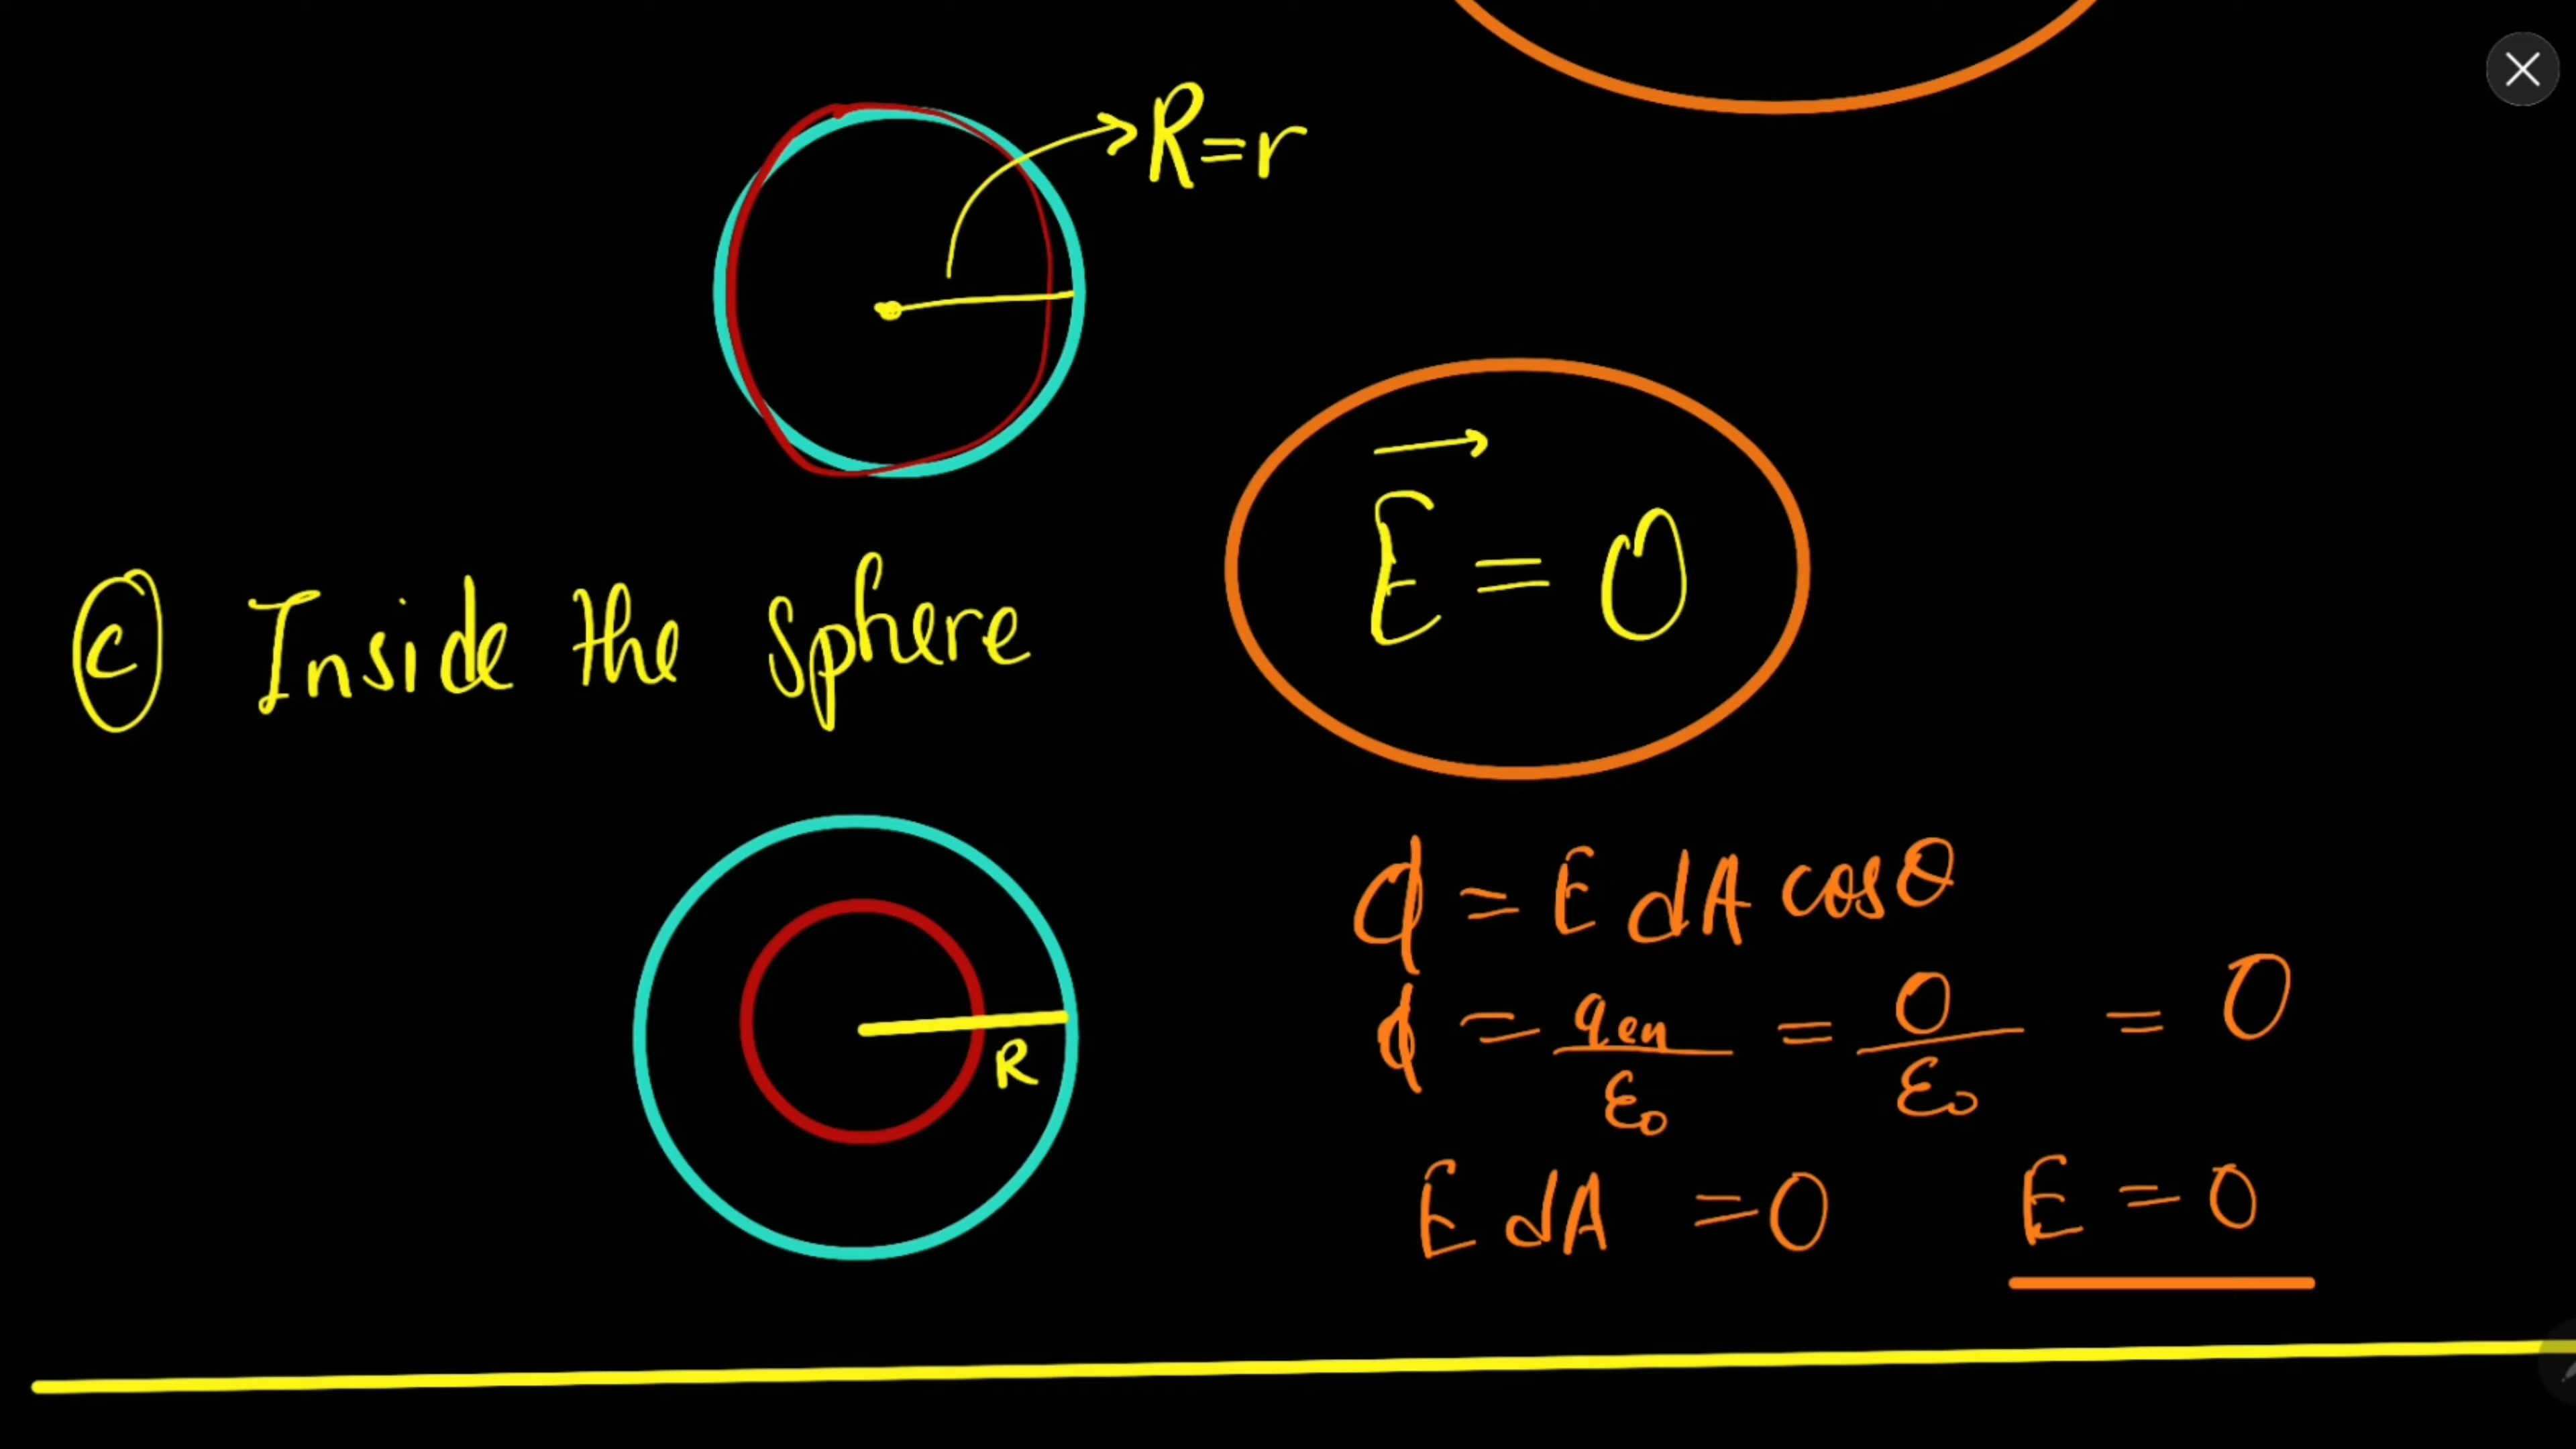 R=r
E = 0
C Inside the Sphere
R
ϕ = E dA cosθ
ϕ = qen/ε0 = 0/ε0 = 0
E dA = 0 E = 0